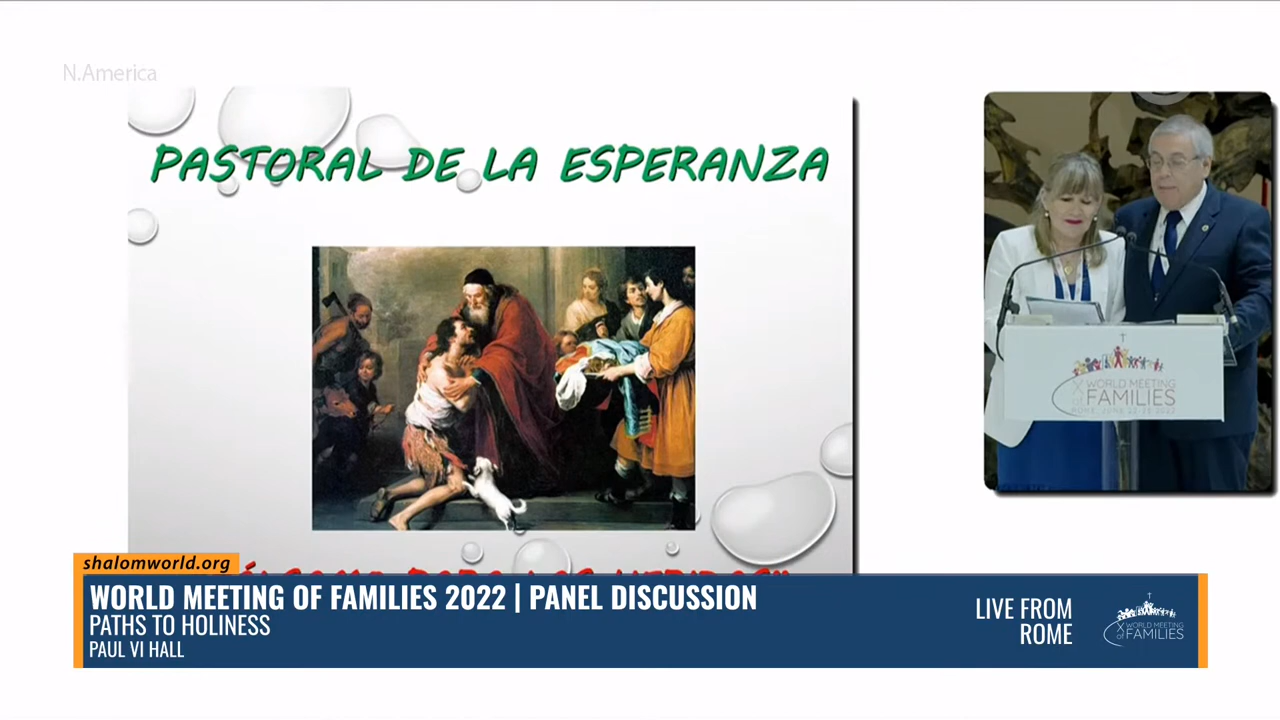 N.America
PASTORAL DE LA ESPERANZA
X WORLD MEETING
of FAMILIES
shalomworld.org
WORLD MEETING OF FAMILIES 2022 | PANEL DISCUSSION
PATHS TO HOLINESS
PAUL VI HALL
LIVE FROM
ROME
X WORLD MEETING
of FAMILIES